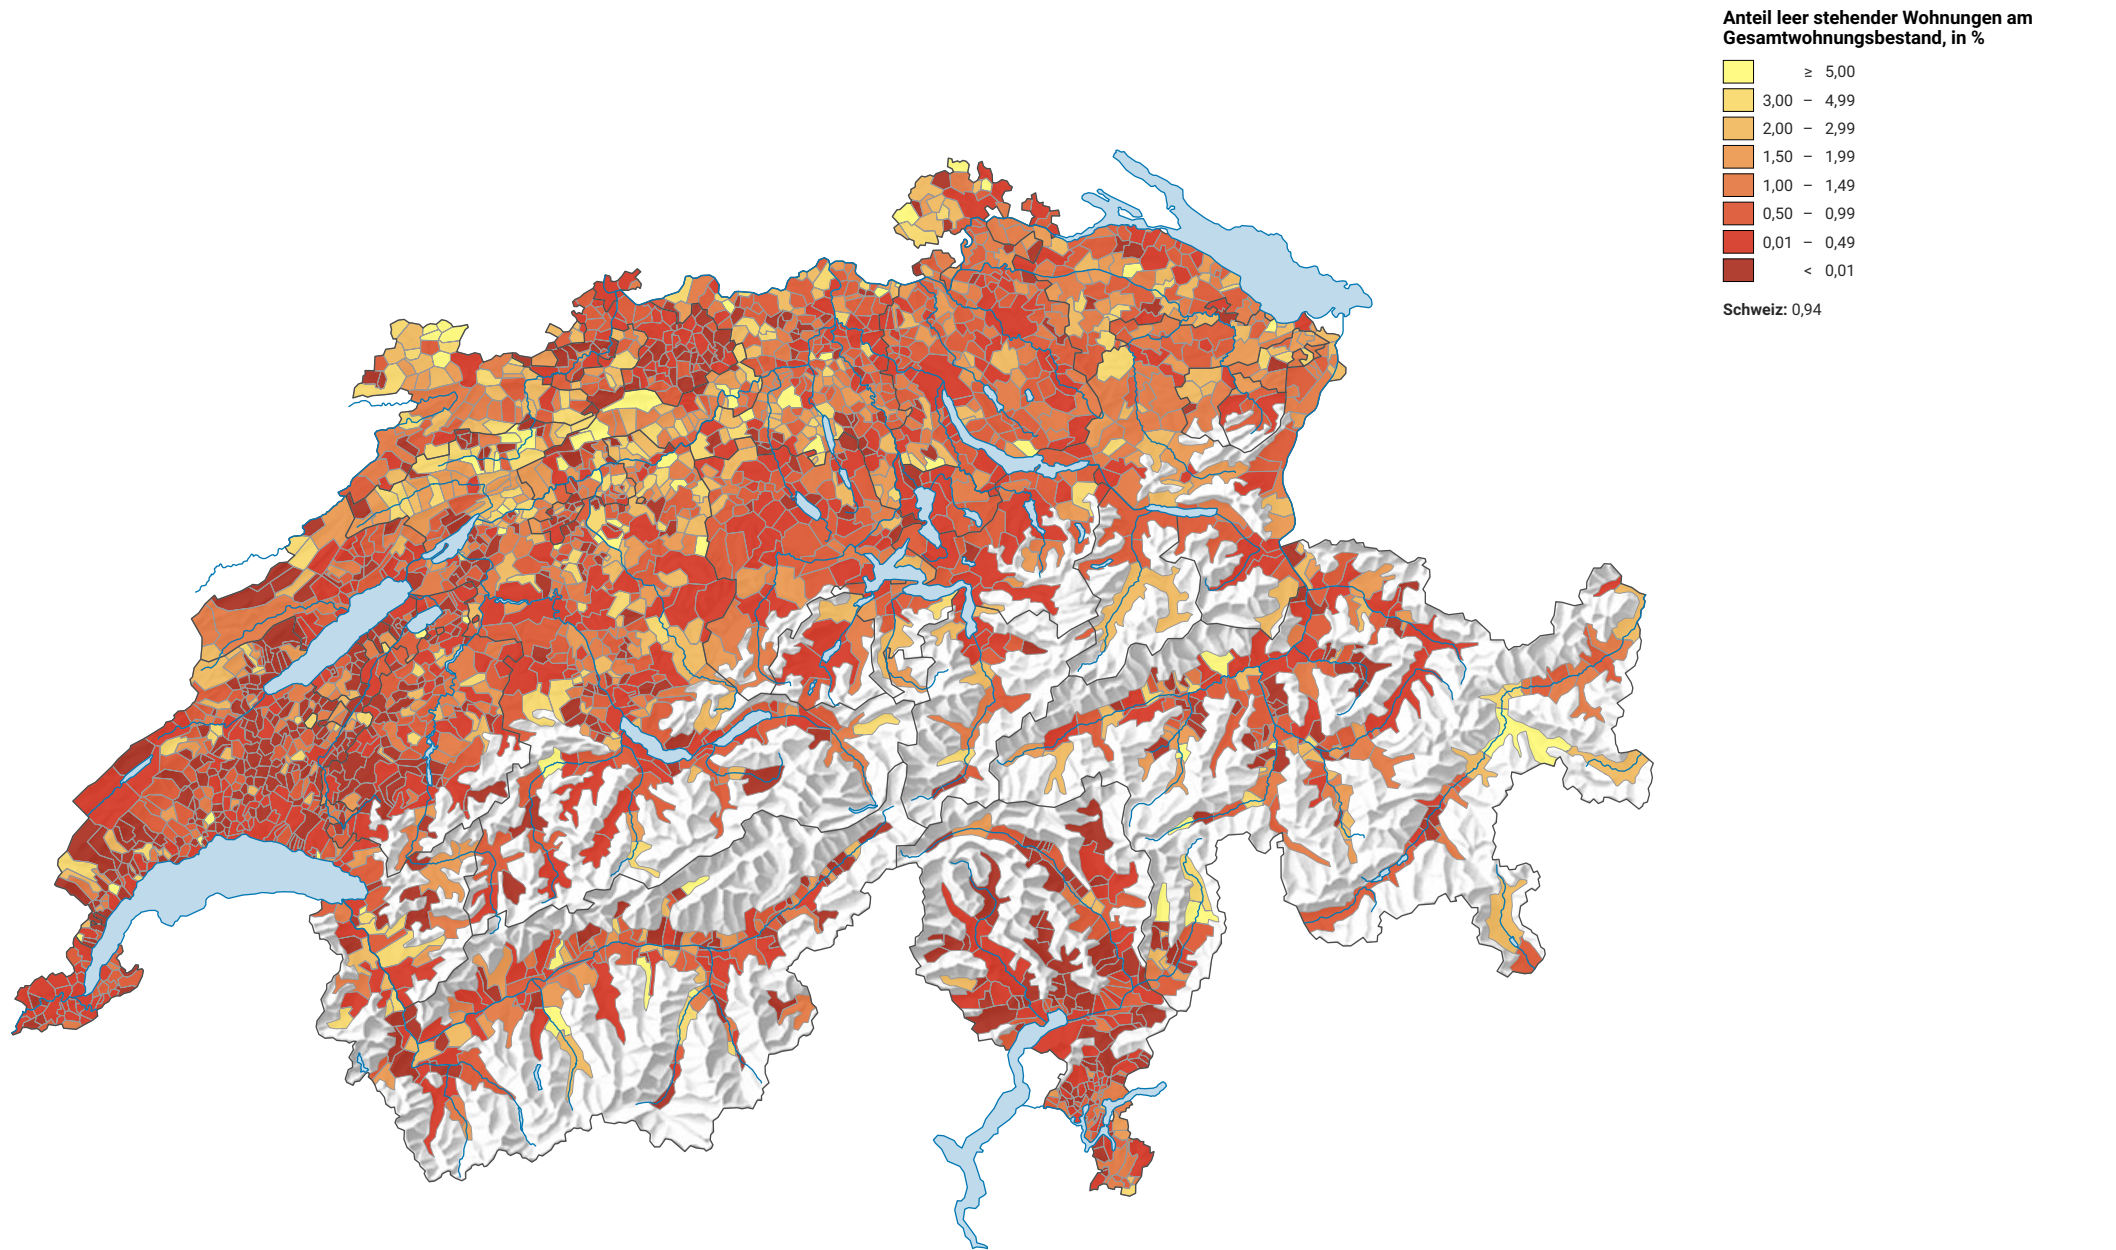 Anteil leer stehender Wohnungen am
Gesamtwohnungsbestand, in %
≥ 5,00
3,00 – 4,99
2,00 – 2,99
1,50 – 1,99
1,00 – 1,49
0,50 – 0,99
0,01 – 0,49
< 0,01
Schweiz: 0,94